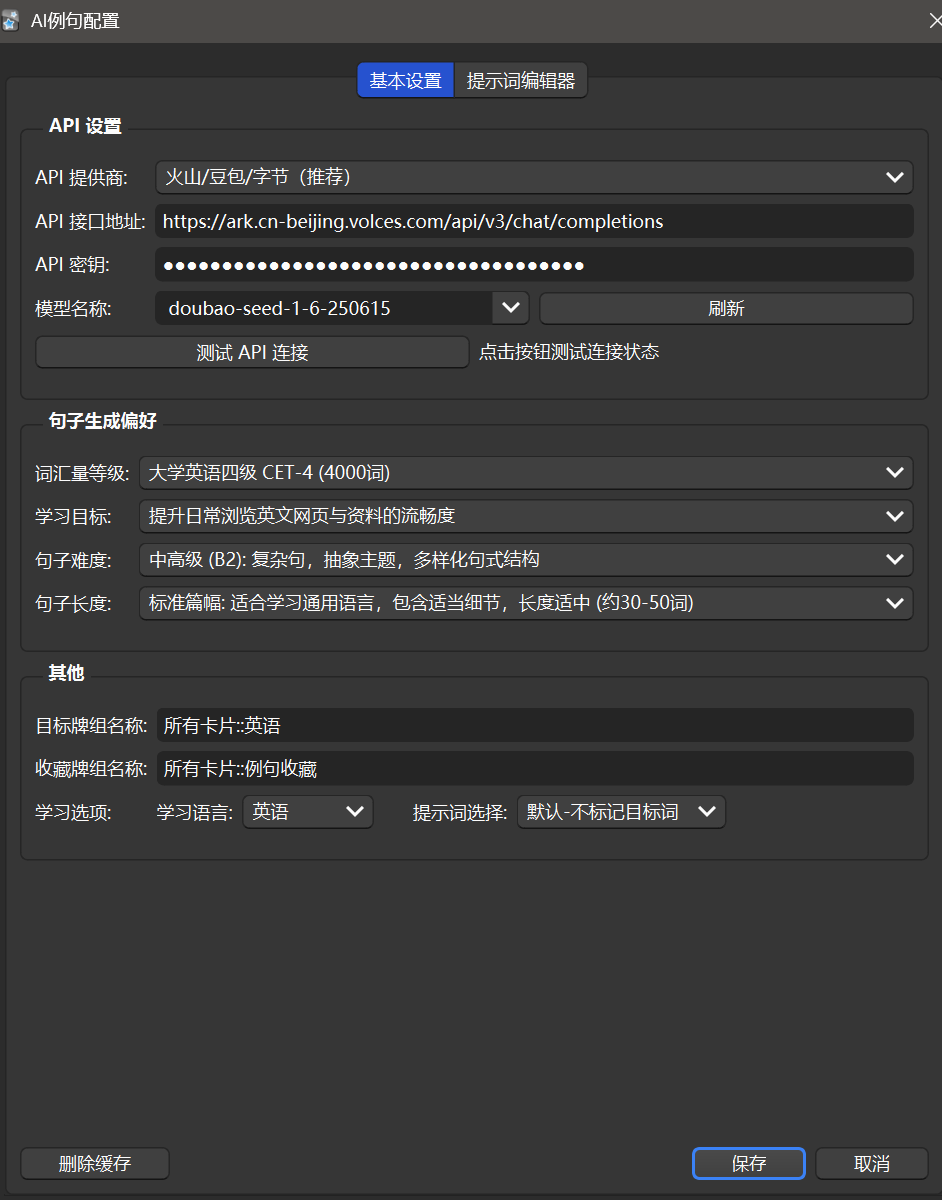 AI例句配置
基本设置 提示词编辑器
API 设置
API 提供商: 火山/豆包/字节（推荐）
API 接口地址: https://ark.cn-beijing.volces.com/api/v3/chat/completions
API 密钥: ●●●●●●●●●●●●●●●●●●●●●●●●●●●●●●●●●●●●
模型名称: doubao-seed-1-6-250615 刷新
测试 API 连接 点击按钮测试连接状态
句子生成偏好
词汇量等级: 大学英语四级 CET-4 (4000词)
学习目标: 提升日常浏览英文网页与资料的流畅度
句子难度: 中高级 (B2): 复杂句，抽象主题，多样化句式结构
句子长度: 标准篇幅: 适合学习通用语言，包含适当细节，长度适中 (约30-50词)
其他
目标牌组名称: 所有卡片::英语
收藏牌组名称: 所有卡片::例句收藏
学习选项: 学习语言: 英语 提示词选择: 默认-不标记目标词
删除缓存 保存 取消